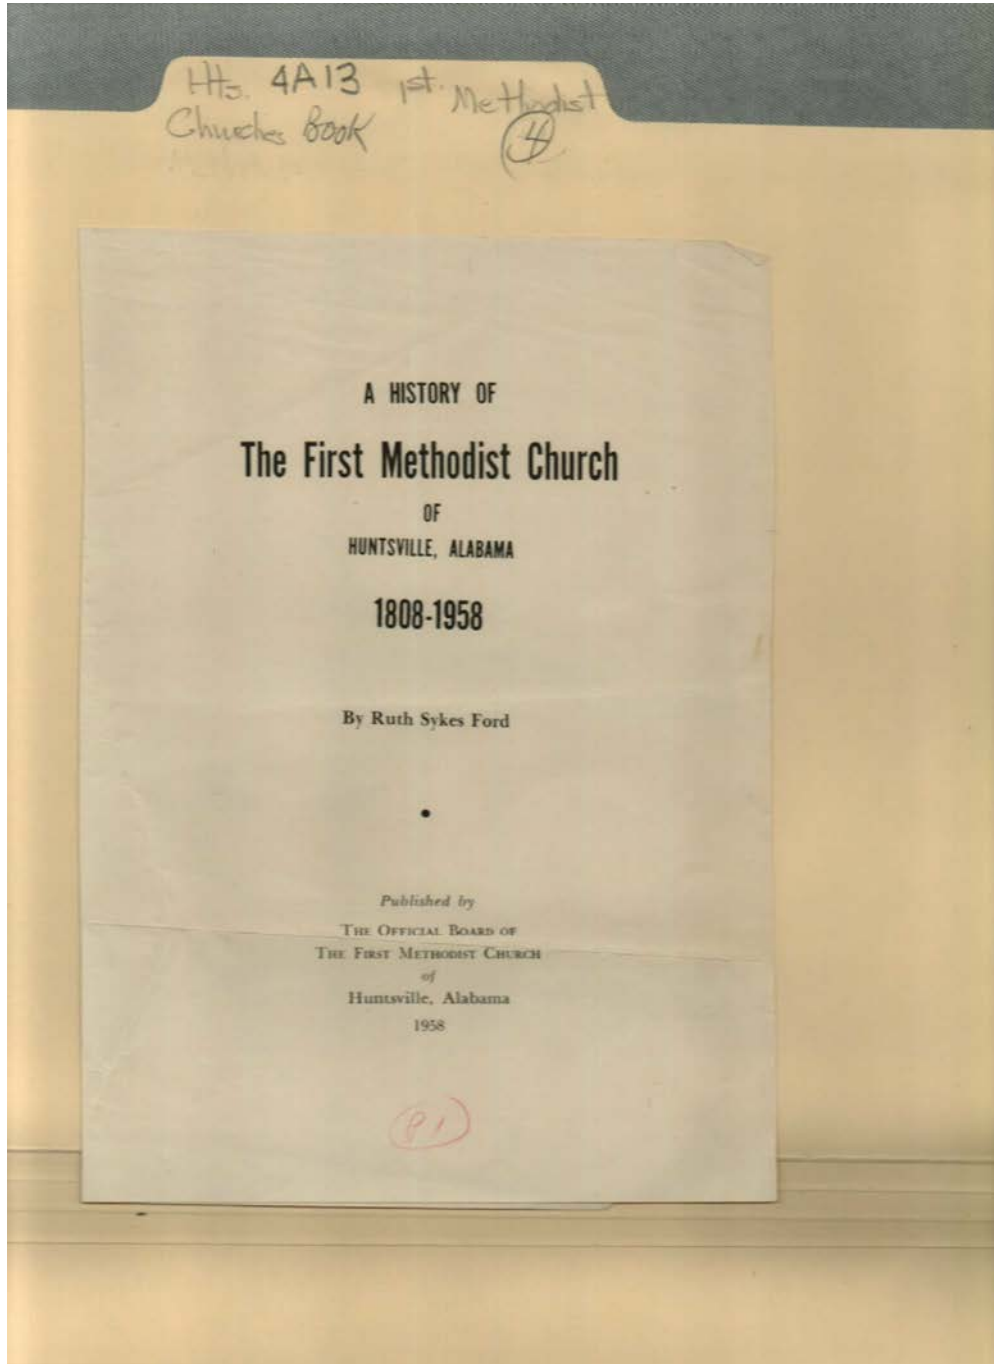 Hts. 4A13 1st. Methodist
Churches Book
4
A HISTORY OF
The First Methodist Church
OF
HUNTSVILLE, ALABAMA
1808-1958
By Ruth Sykes Ford
Published by
THE OFFICIAL BOARD OF
THE FIRST METHODIST CHURCH
of
Huntsville, Alabama
1958
81